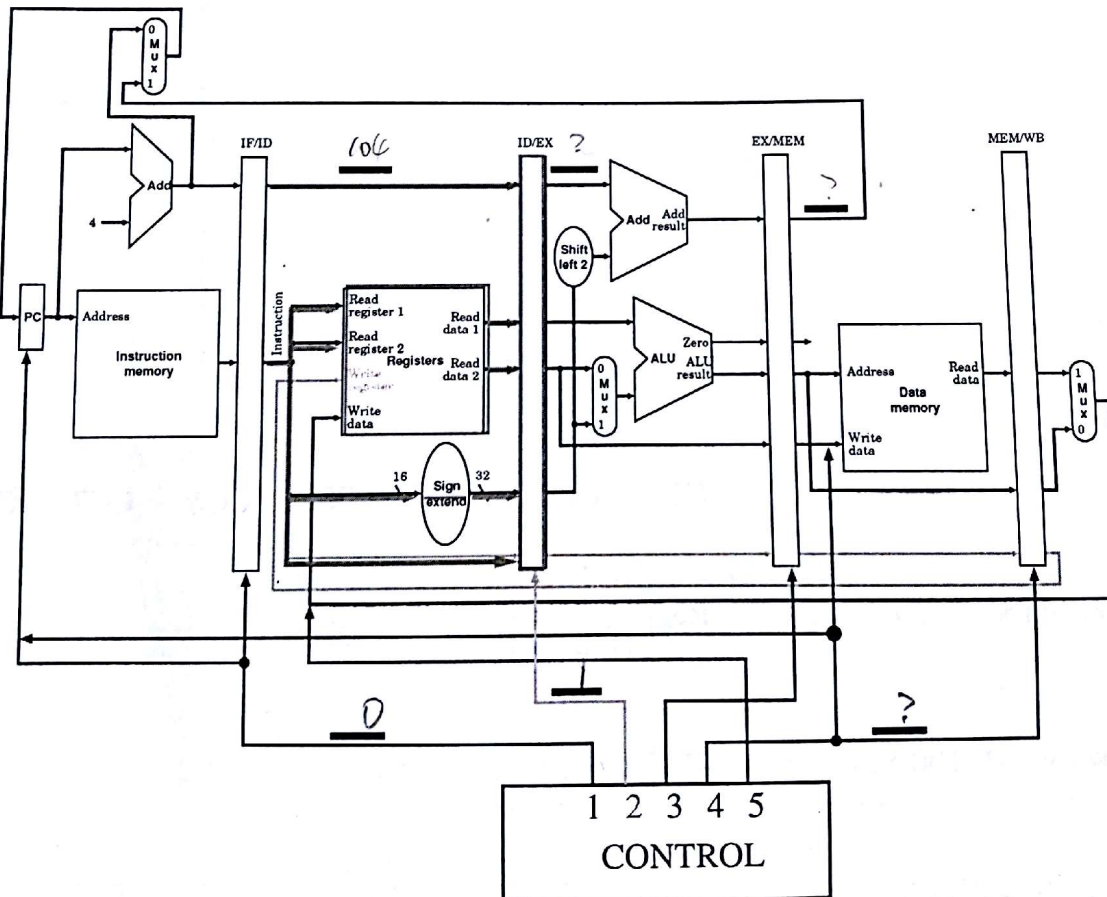 0
M
u
x
1
IF/ID
104
ID/EX
?
EX/MEM
?
MEM/WB
Add
4
Add
Add
result
Shift
left 2
PC
Address
Instruction
memory
Instruction
Read
register 1
Read
register 2
Registers
Write
data
Read
data 1
Read
data 2
0
M
u
x
1
Zero
ALU
ALU
result
Address
Read
data
Data
memory
Write
data
1
M
u
x
0
16
Sign
extend
32
0
1
?
1 2 3 4 5
CONTROL